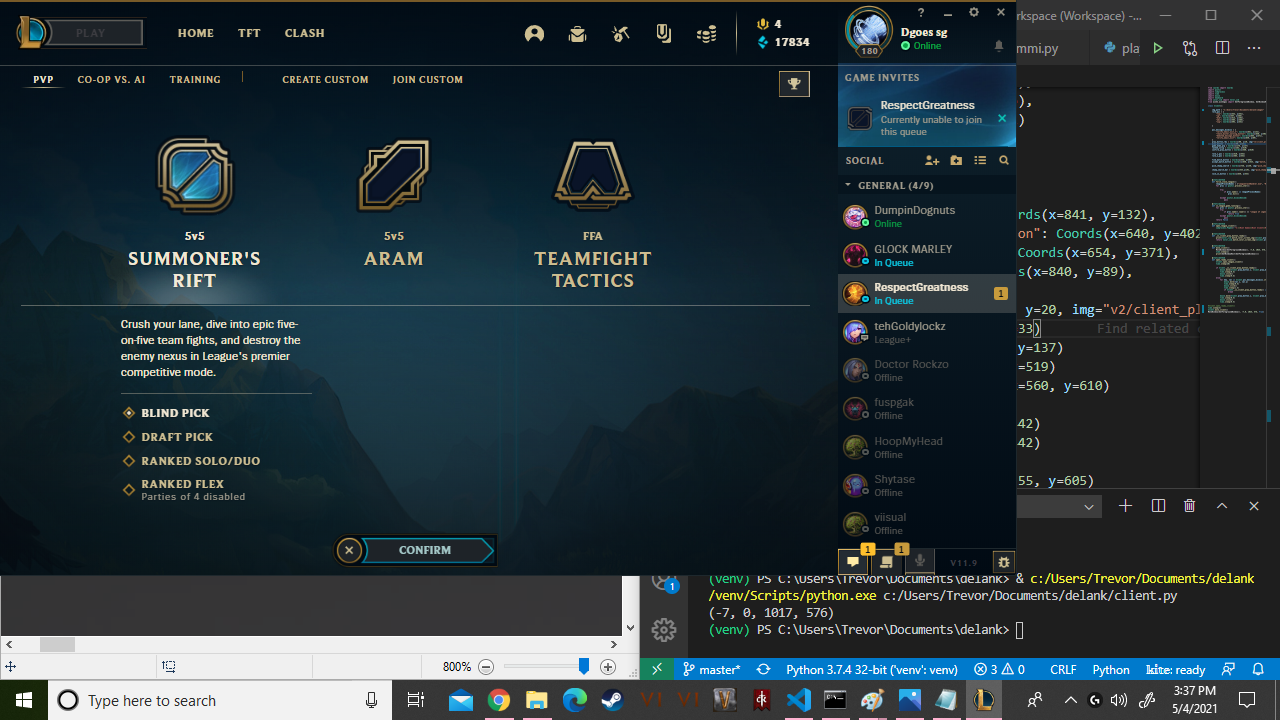 PLAY
HOME
TFT
CLASH
4
17834
?
180
Dgoes sg
Online
PVP
CO-OP VS. AI
TRAINING
CREATE CUSTOM
JOIN CUSTOM
GAME INVITES
RespectGreatness
Currently unable to join
this queue
SOCIAL
GENERAL (4/9)
DumpinDognuts
Online
GLOCK MARLEY
In Queue
RespectGreatness
In Queue
1
tehGoldylockz
League+
Doctor Rockzo
Offline
fuspgak
Offline
HoopMyHead
Offline
Shytase
Offline
viisual
Offline
1
1
V11.9
5v5
SUMMONER'S
RIFT
5v5
ARAM
FFA
TEAMFIGHT
TACTICS
Crush your lane, dive into epic five-
on-five team fights, and destroy the
enemy nexus in League's premier
competitive mode.
BLIND PICK
DRAFT PICK
RANKED SOLO/DUO
RANKED FLEX
Parties of 4 disabled
CONFIRM
rkspace (Workspace) -...
mmi.py
pla
),
)
rds(x=841, y=132),
on": Coords(x=640, y=402
Coords(x=654, y=371),
s(x=840, y=89),
y=20, img="v2/client_pl
33)
Find related
y=137)
=519)
=560, y=610)
42)
42)
55, y=605)
(venv) PS C:\Users\Trevor\Documents\delank> & c:/Users/Trevor/Documents/delank
/venv/Scripts/python.exe c:/Users/Trevor/Documents/delank/client.py
(-7, 0, 1017, 576)
(venv) PS C:\Users\Trevor\Documents\delank>
1
800%
master*
Python 3.7.4 32-bit ('venv': venv)
3
0
CRLF
Python
kite: ready
Type here to search
3:37 PM
5/4/2021